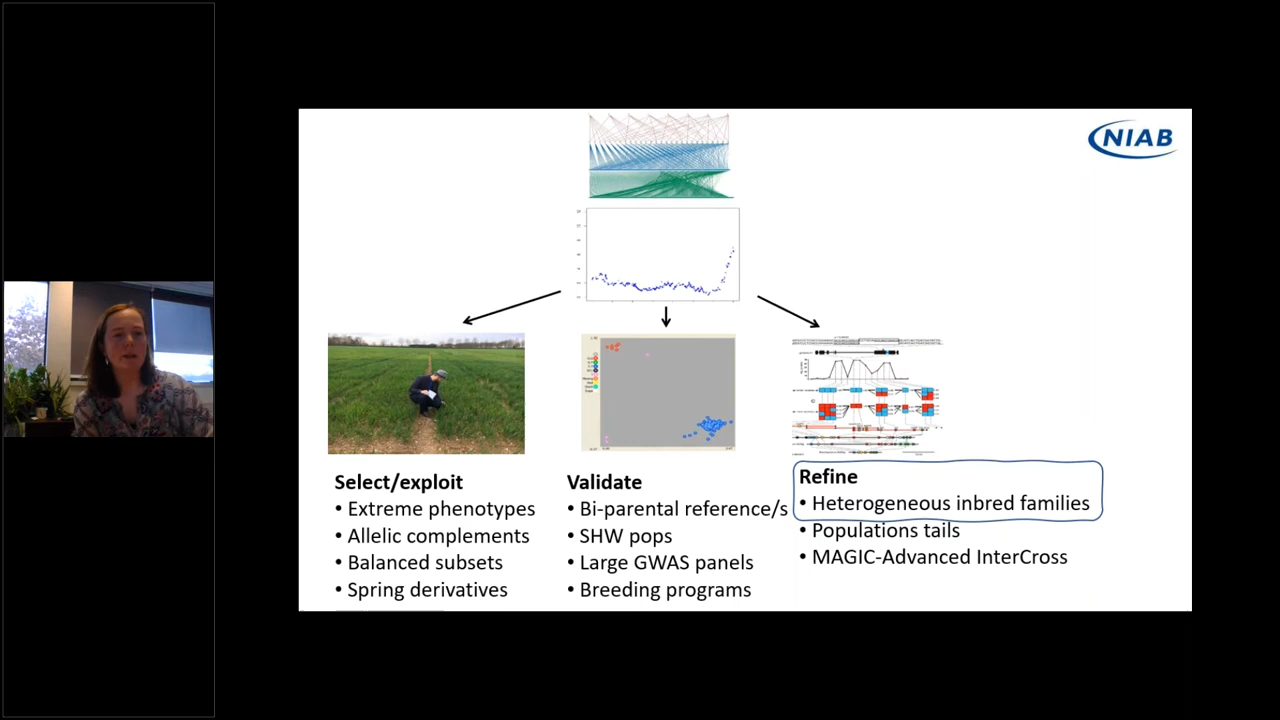 NIAB
Select/exploit
• Extreme phenotypes
• Allelic complements
• Balanced subsets
• Spring derivatives
Validate
• Bi-parental reference/s
• SHW pops
• Large GWAS panels
• Breeding programs
Refine
• Heterogeneous inbred families
• Populations tails
• MAGIC-Advanced InterCross